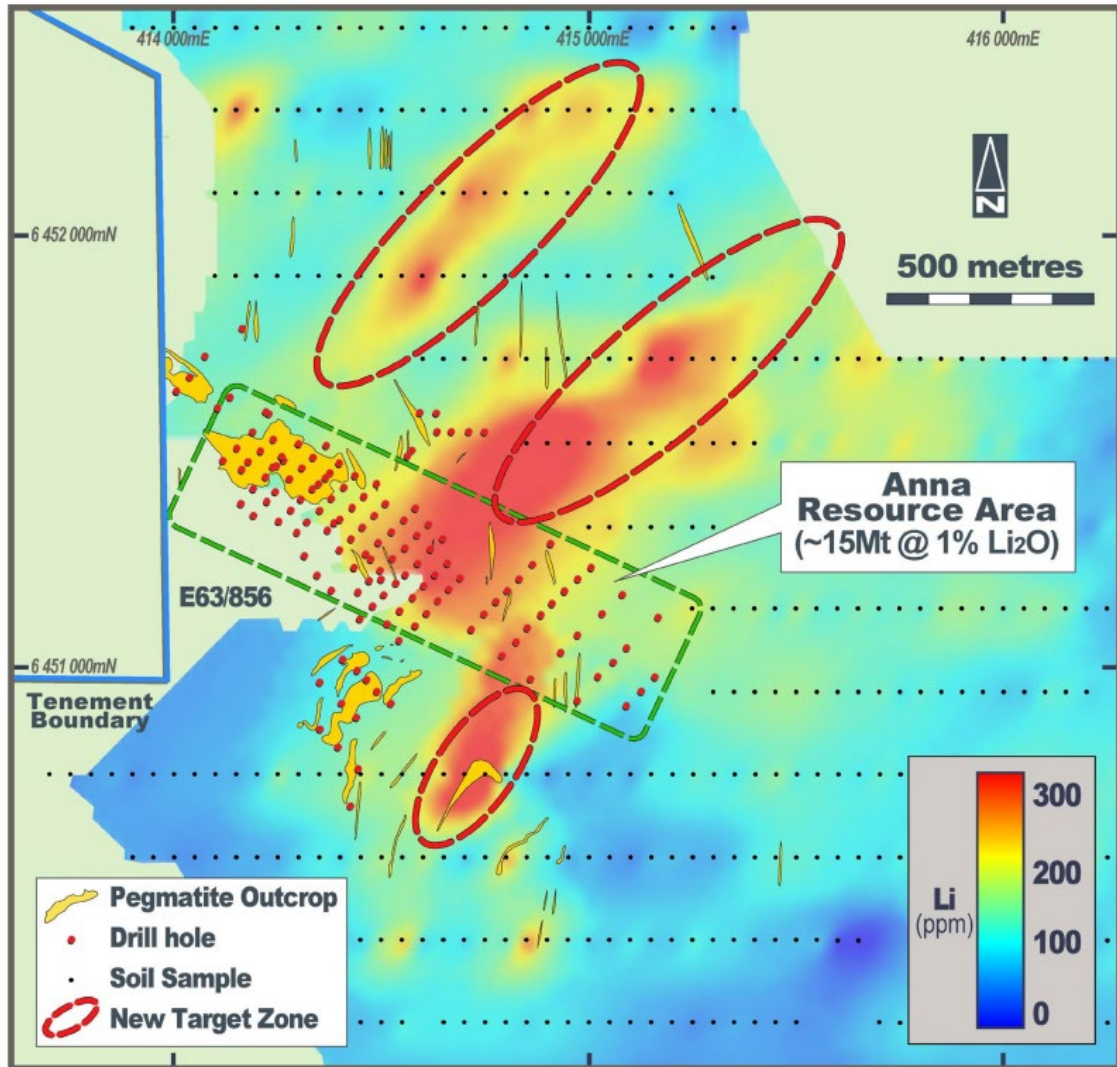 414 000mE
415 000mE
416 000mE
6 452 000mN
N
500 metres
Anna
Resource Area
(~15Mt @ 1% Li₂O)
E63/856
6 451 000mN
Tenement
Boundary
Pegmatite Outcrop
Drill hole
Soil Sample
New Target Zone
Li
(ppm)
300
200
100
0